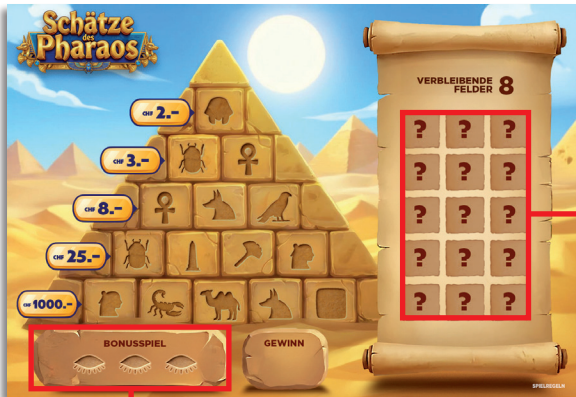 Schätze
des
Pharaos
VERBLEIBENDE
FELDER 8
CHF 2.–
CHF 3.–
CHF 8.–
CHF 25.–
CHF 1000.–
? ? ?
? ? ?
? ? ?
? ? ?
? ? ?
BONUSSPIEL
GEWINN
SPIELREGELN